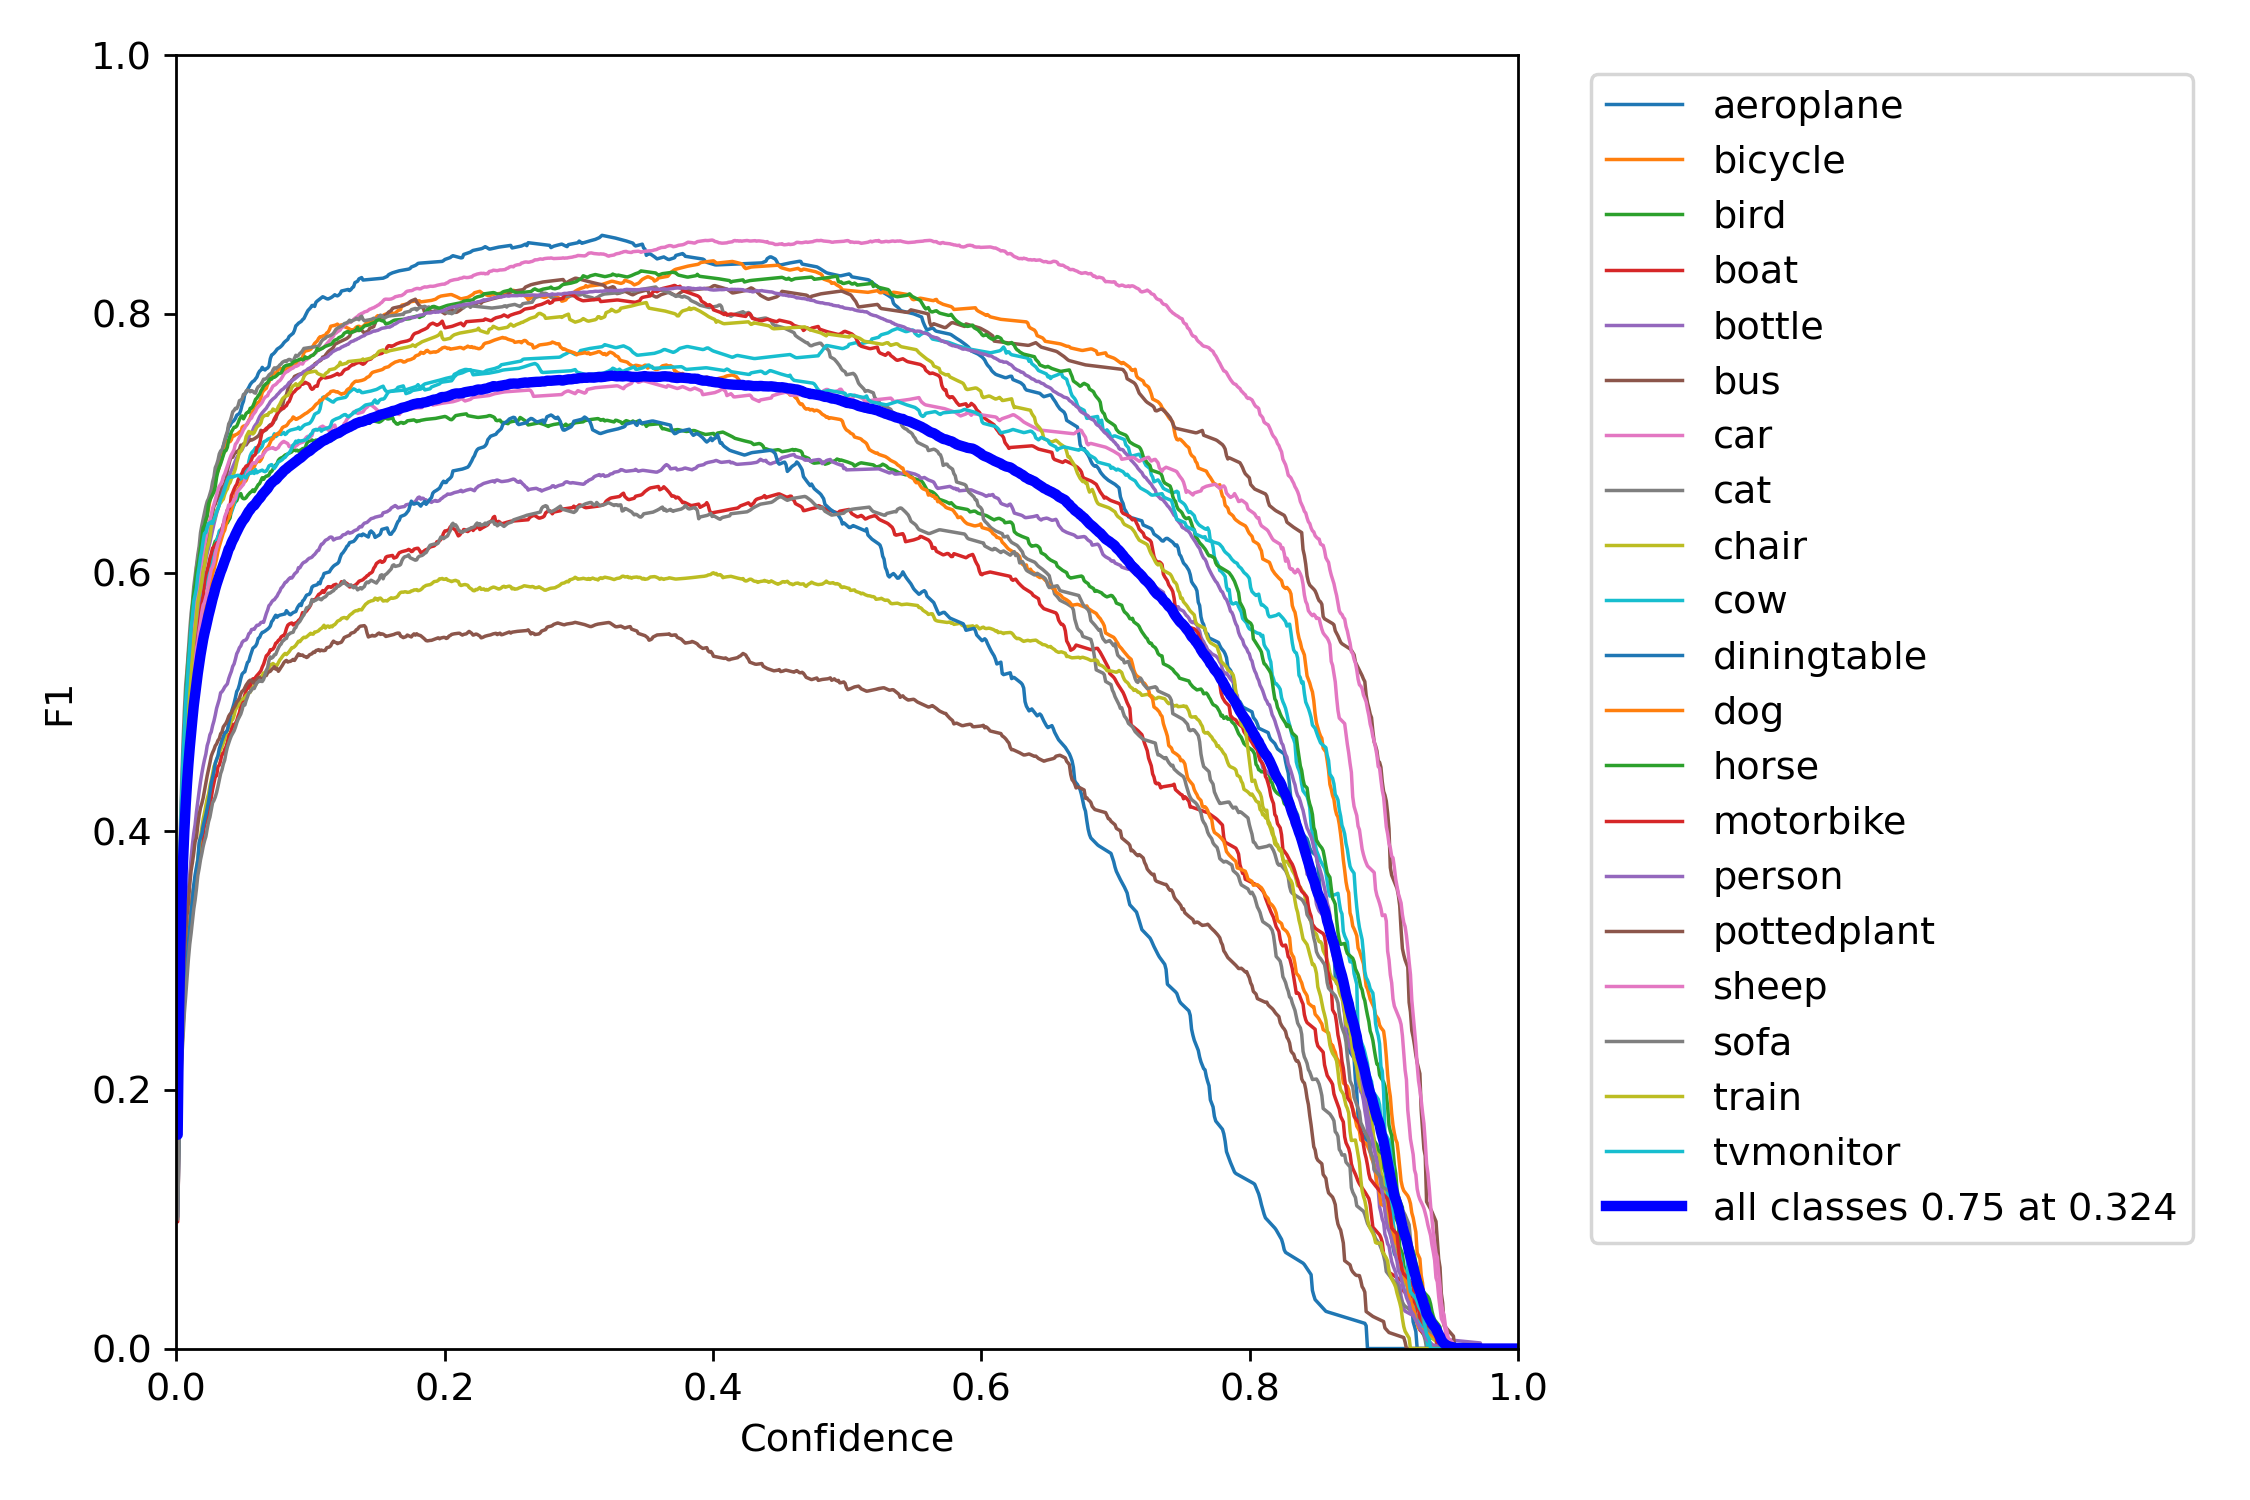 1.0
0.8
0.6
0.4
0.2
0.0
F1
0.0 0.2 0.4 0.6 0.8 1.0
Confidence
aeroplane
bicycle
bird
boat
bottle
bus
car
cat
chair
cow
diningtable
dog
horse
motorbike
person
pottedplant
sheep
sofa
train
tvmonitor
all classes 0.75 at 0.324